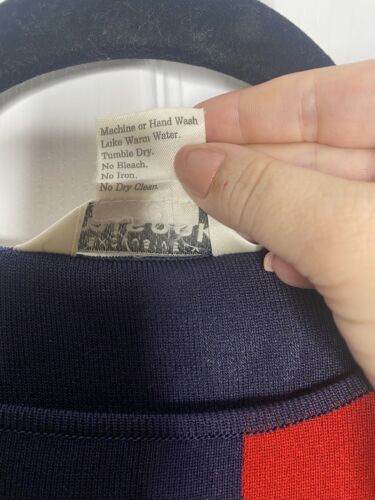 Machine or Hand Wash
Luke Warm Water.
Tumble Dry.
No Bleach.
No Iron.
No Dry Clean.